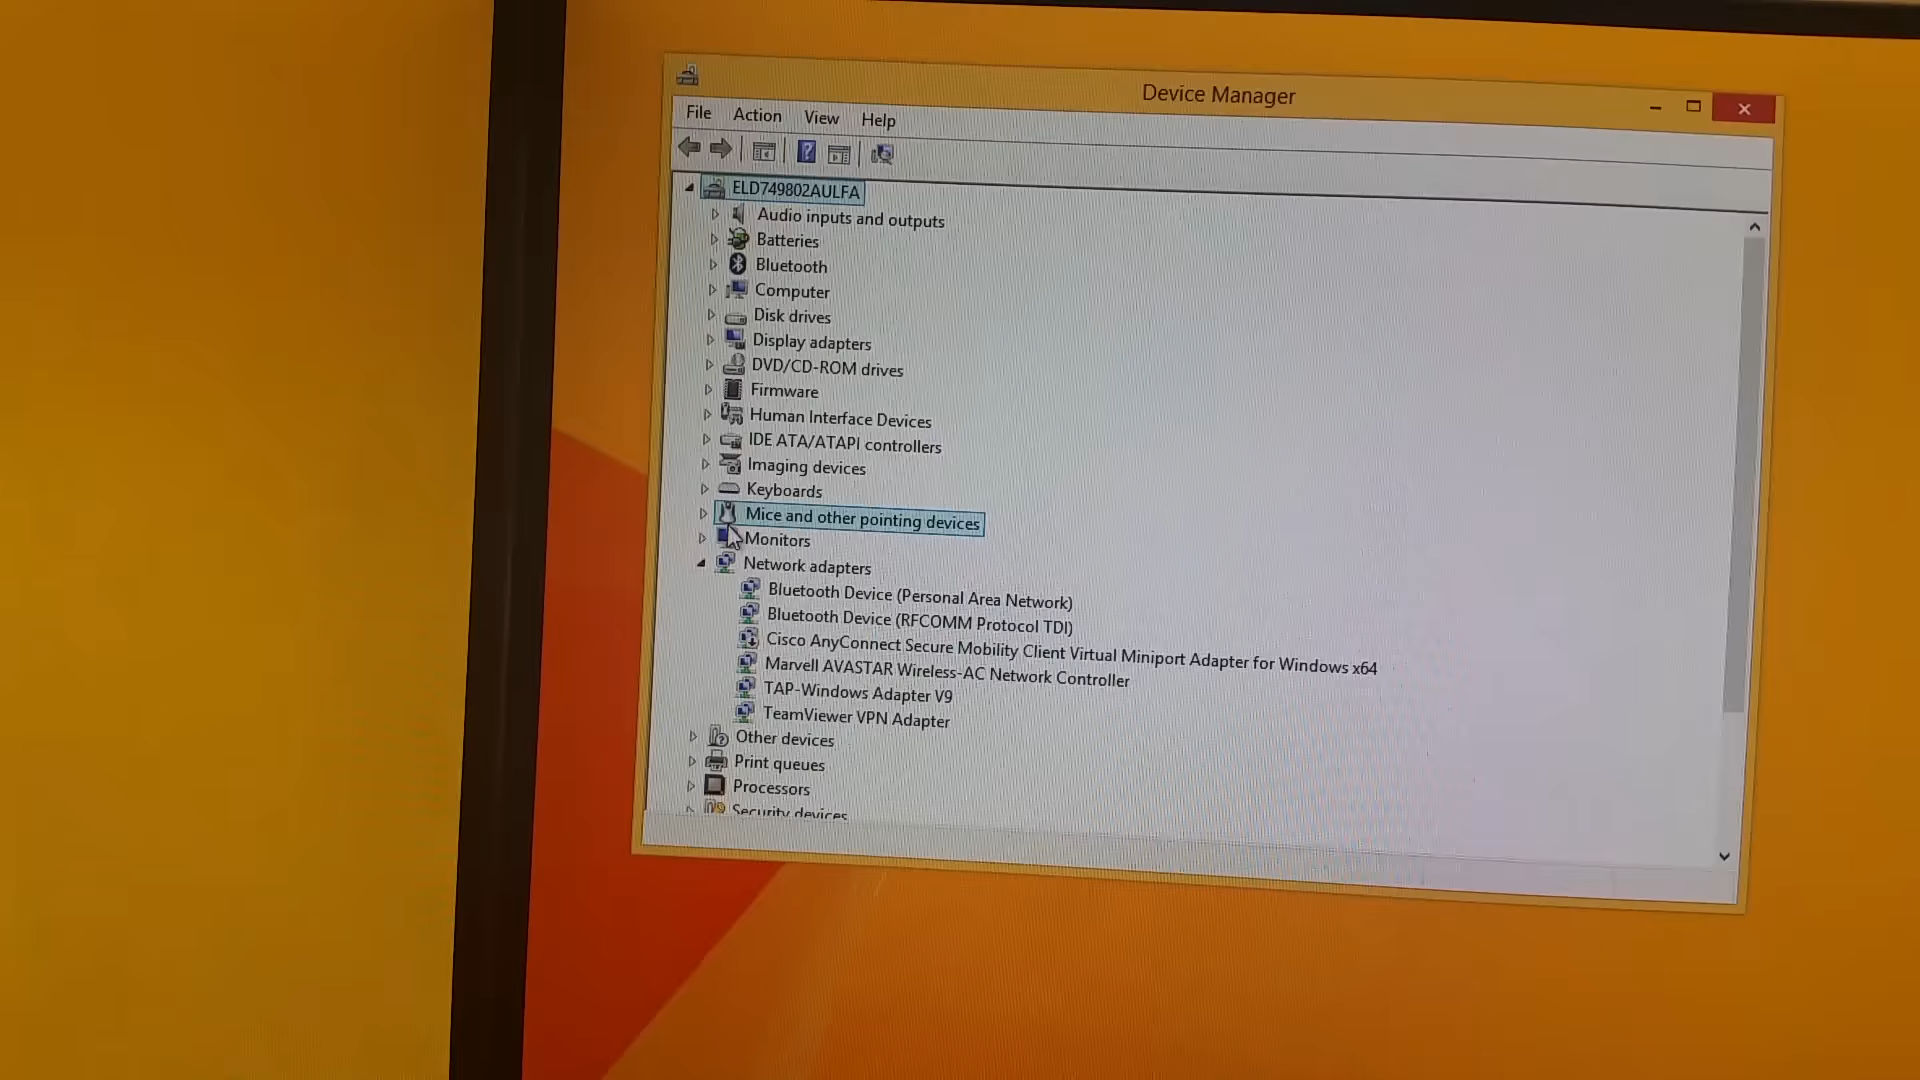 Device Manager
File Action View Help
ELD749802AULFA
Audio inputs and outputs
Batteries
Bluetooth
Computer
Disk drives
Display adapters
DVD/CD-ROM drives
Firmware
Human Interface Devices
IDE ATA/ATAPI controllers
Imaging devices
Keyboards
Mice and other pointing devices
Monitors
Network adapters
Bluetooth Device (Personal Area Network)
Bluetooth Device (RFCOMM Protocol TDI)
Cisco AnyConnect Secure Mobility Client Virtual Miniport Adapter for Windows x64
Marvell AVASTAR Wireless-AC Network Controller
TAP-Windows Adapter V9
TeamViewer VPN Adapter
Other devices
Print queues
Processors
Security devices